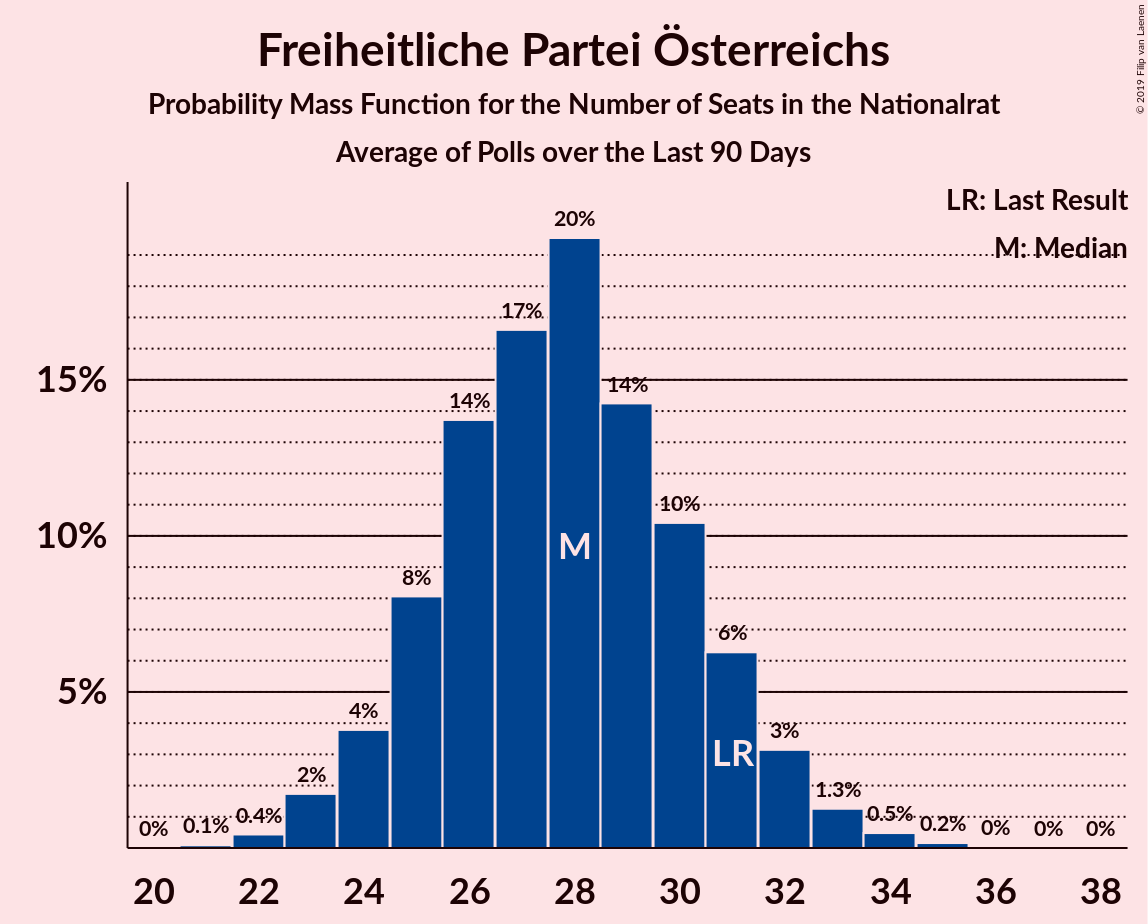 Freiheitliche Partei Österreichs
Probability Mass Function for the Number of Seats in the Nationalrat
Average of Polls over the Last 90 Days
© 2019 Filip van Laenen
LR: Last Result
M: Median
15%
10%
5%
0%
0.1%
0.4%
2%
4%
8%
14%
17%
20%
14%
10%
6%
3%
1.3%
0.5%
0.2%
0%
0%
0%
M
LR
20 22 24 26 28 30 32 34 36 38